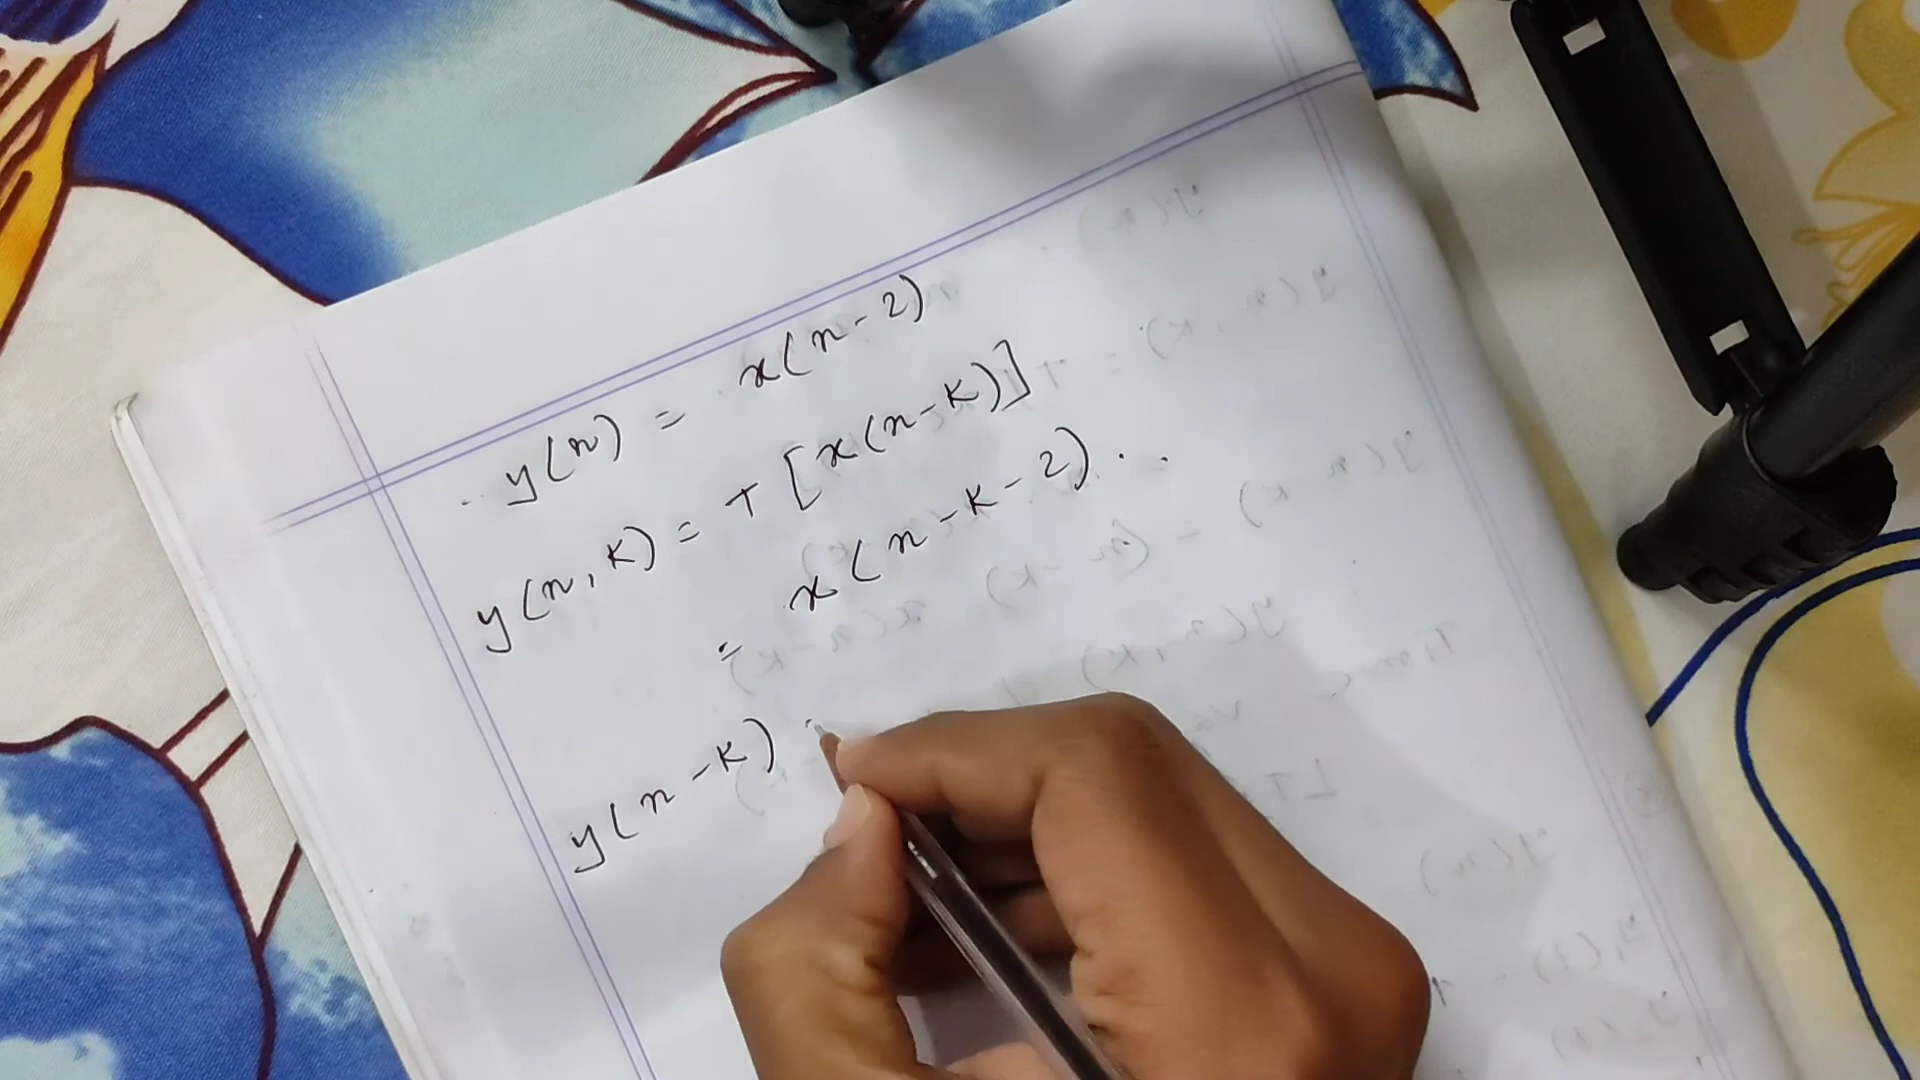 y(n) = x(n-2)
y(n,k) = T[x(n-k)]
= x(n-k-2)
y(n-k)